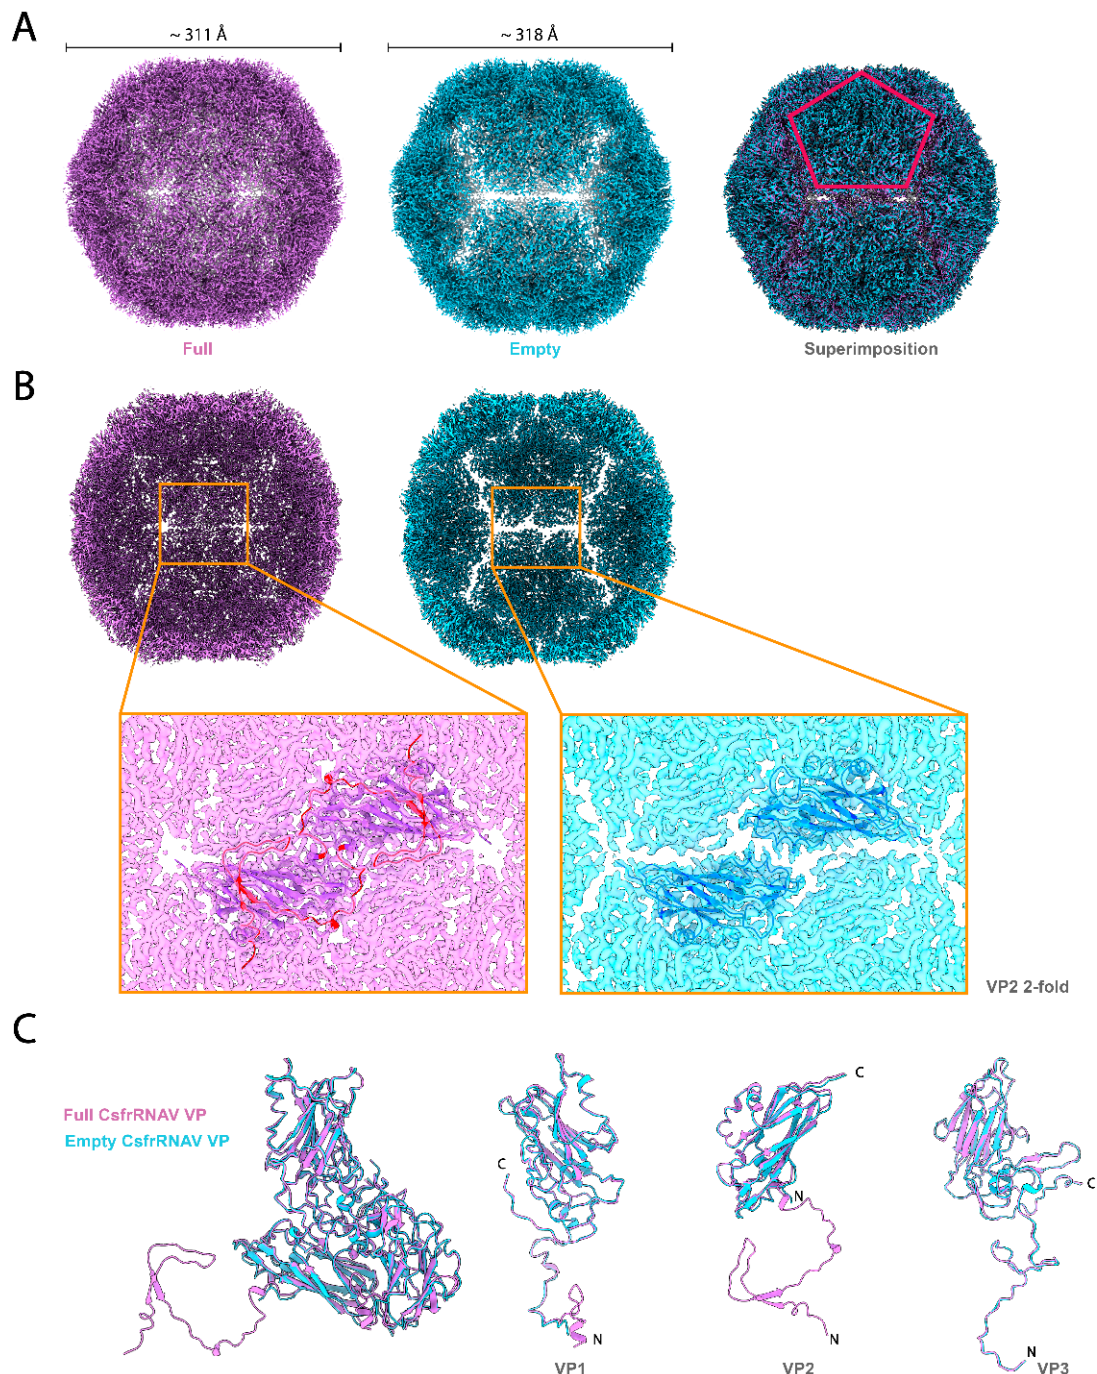 A
~ 311 Å
~ 318 Å
Full
Empty
Superimposition
B
VP2 2-fold
C
Full CsfrRNAV VP
Empty CsfrRNAV VP
C
N
VP1
C
N
N
VP2
C
N
VP3